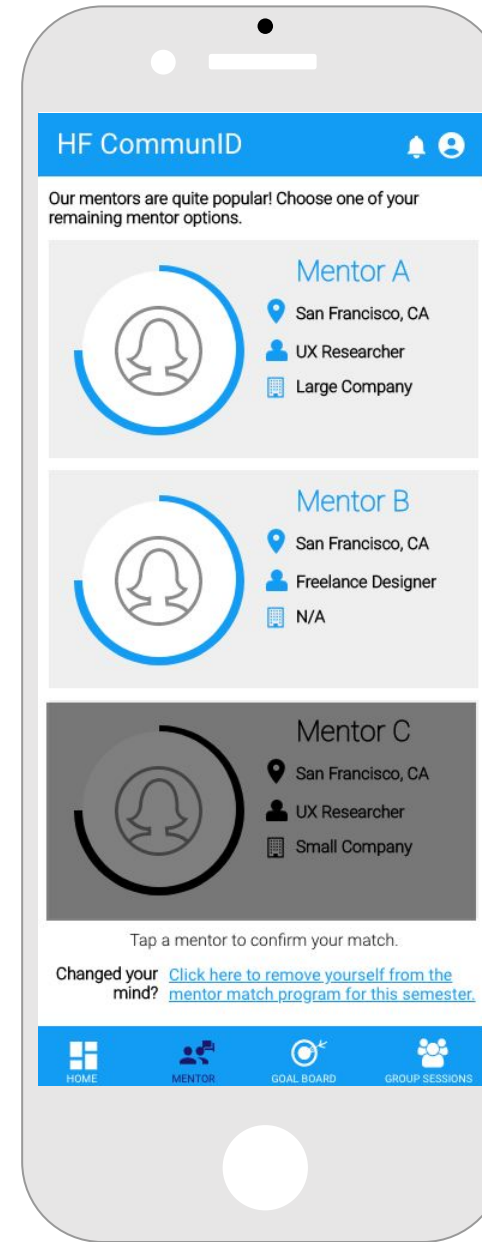 HF CommunID
Our mentors are quite popular! Choose one of your
remaining mentor options.
Mentor A
San Francisco, CA
UX Researcher
Large Company
Mentor B
San Francisco, CA
Freelance Designer
N/A
Mentor C
San Francisco, CA
UX Researcher
Small Company
Tap a mentor to confirm your match.
Changed your mind?
Click here to remove yourself from the
mentor match program for this semester.
HOME
MENTOR
GOAL BOARD
GROUP SESSIONS